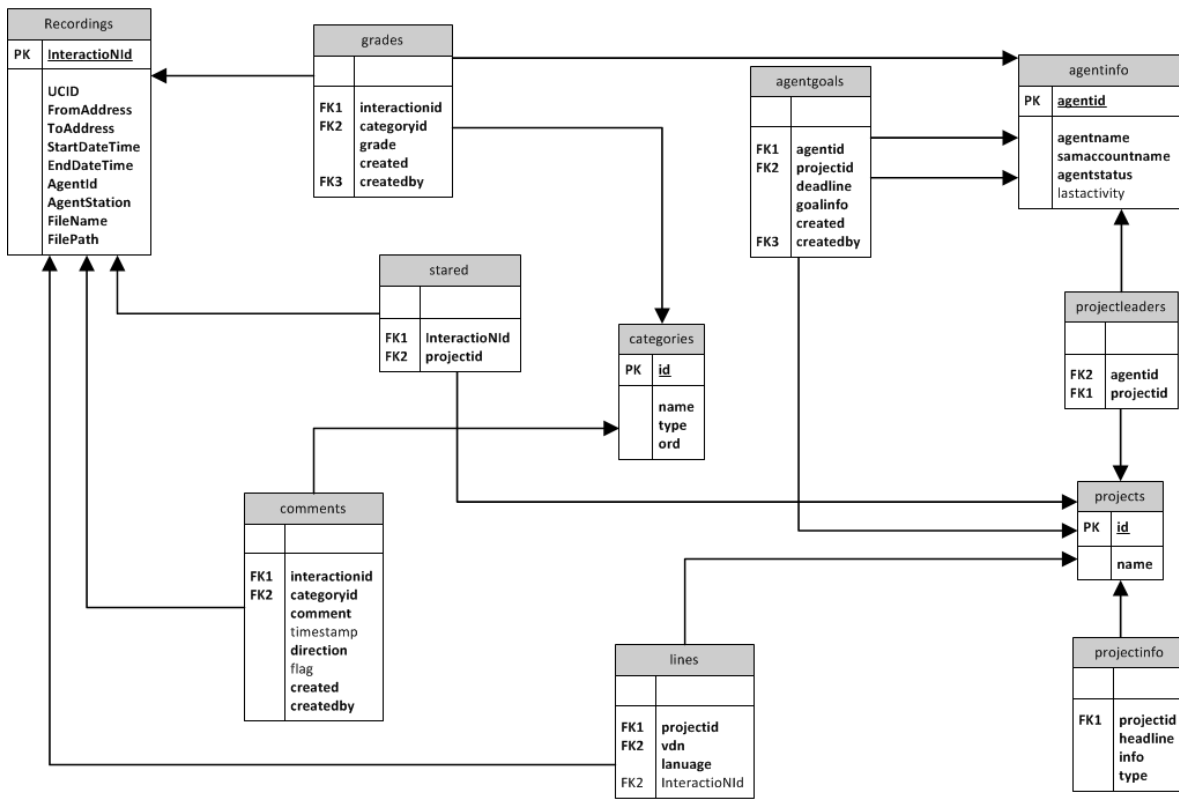 Recordings
PK InteractioNId
UCID
FromAddress
ToAddress
StartDateTime
EndDateTime
AgentId
AgentStation
FileName
FilePath
grades
FK1 interactionid
FK2 categoryid
grade
created
FK3 createdby
agentgoals
FK1 agentid
FK2 projectid
deadline
goalinfo
created
FK3 createdby
agentinfo
PK agentid
agentname
samaccountname
agentstatus
lastactivity
stared
FK1 InteractioNId
FK2 projectid
categories
PK id
name
type
ord
projectleaders
FK2 agentid
FK1 projectid
comments
FK1 interactionid
FK2 categoryid
comment
timestamp
direction
flag
created
createdby
projects
PK id
name
lines
FK1 projectid
FK2 vdn
lanuage
FK2 InteractioNId
projectinfo
FK1 projectid
headline
info
type